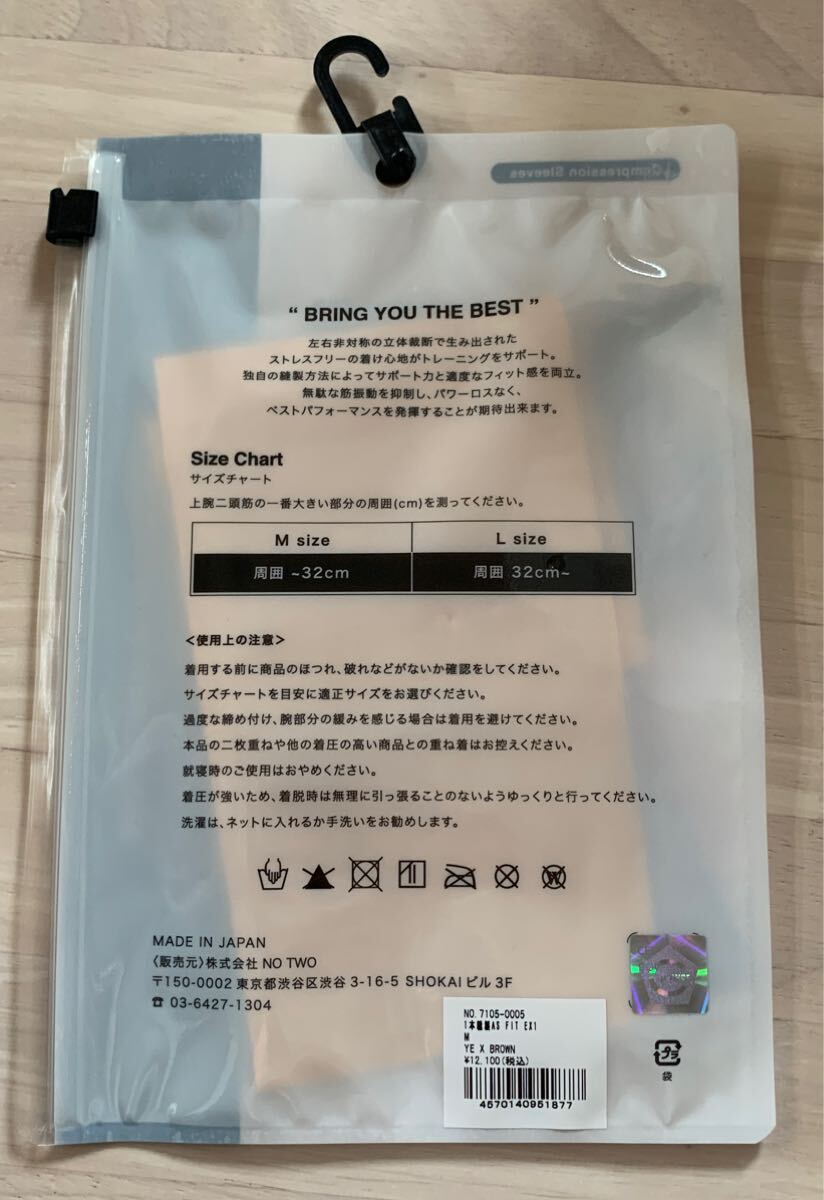 Compression Sleeves
“ BRING YOU THE BEST ”
左右非対称の立体裁断で生み出された
ストレスフリーの着け心地がトレーニングをサポート。
独自の縫製方法によってサポート力と適度なフィット感を両立。
無駄な筋振動を抑制し、パワーロスなく、
ベストパフォーマンスを発揮することが期待出来ます。
Size Chart
サイズチャート
上腕二頭筋の一番大きい部分の周囲(cm)を測ってください。
M size L size
周囲 ~32cm 周囲 32cm~
<使用上の注意>
着用する前に商品のほつれ、破れなどがないか確認をしてください。
サイズチャートを目安に適正サイズをお選びください。
過度な締め付け、腕部分の緩みを感じる場合は着用を避けてください。
本品の二枚重ねや他の着圧の高い商品との重ね着はお控えください。
就寝時のご使用はおやめください。
着圧が強いため、着脱時は無理に引っ張ることのないようゆっくりと行ってください。
洗濯は、ネットに入れるか手洗いをお勧めします。
MADE IN JAPAN
〈販売元〉株式会社 NO TWO
〒150-0002 東京都渋谷区渋谷 3-16-5 SHOKAI ビル 3F
☎ 03-6427-1304
NO.7105-0005
AS FIT EX1
M
YE X BROWN
¥12,100(税込)
4570140951877
プラ
袋